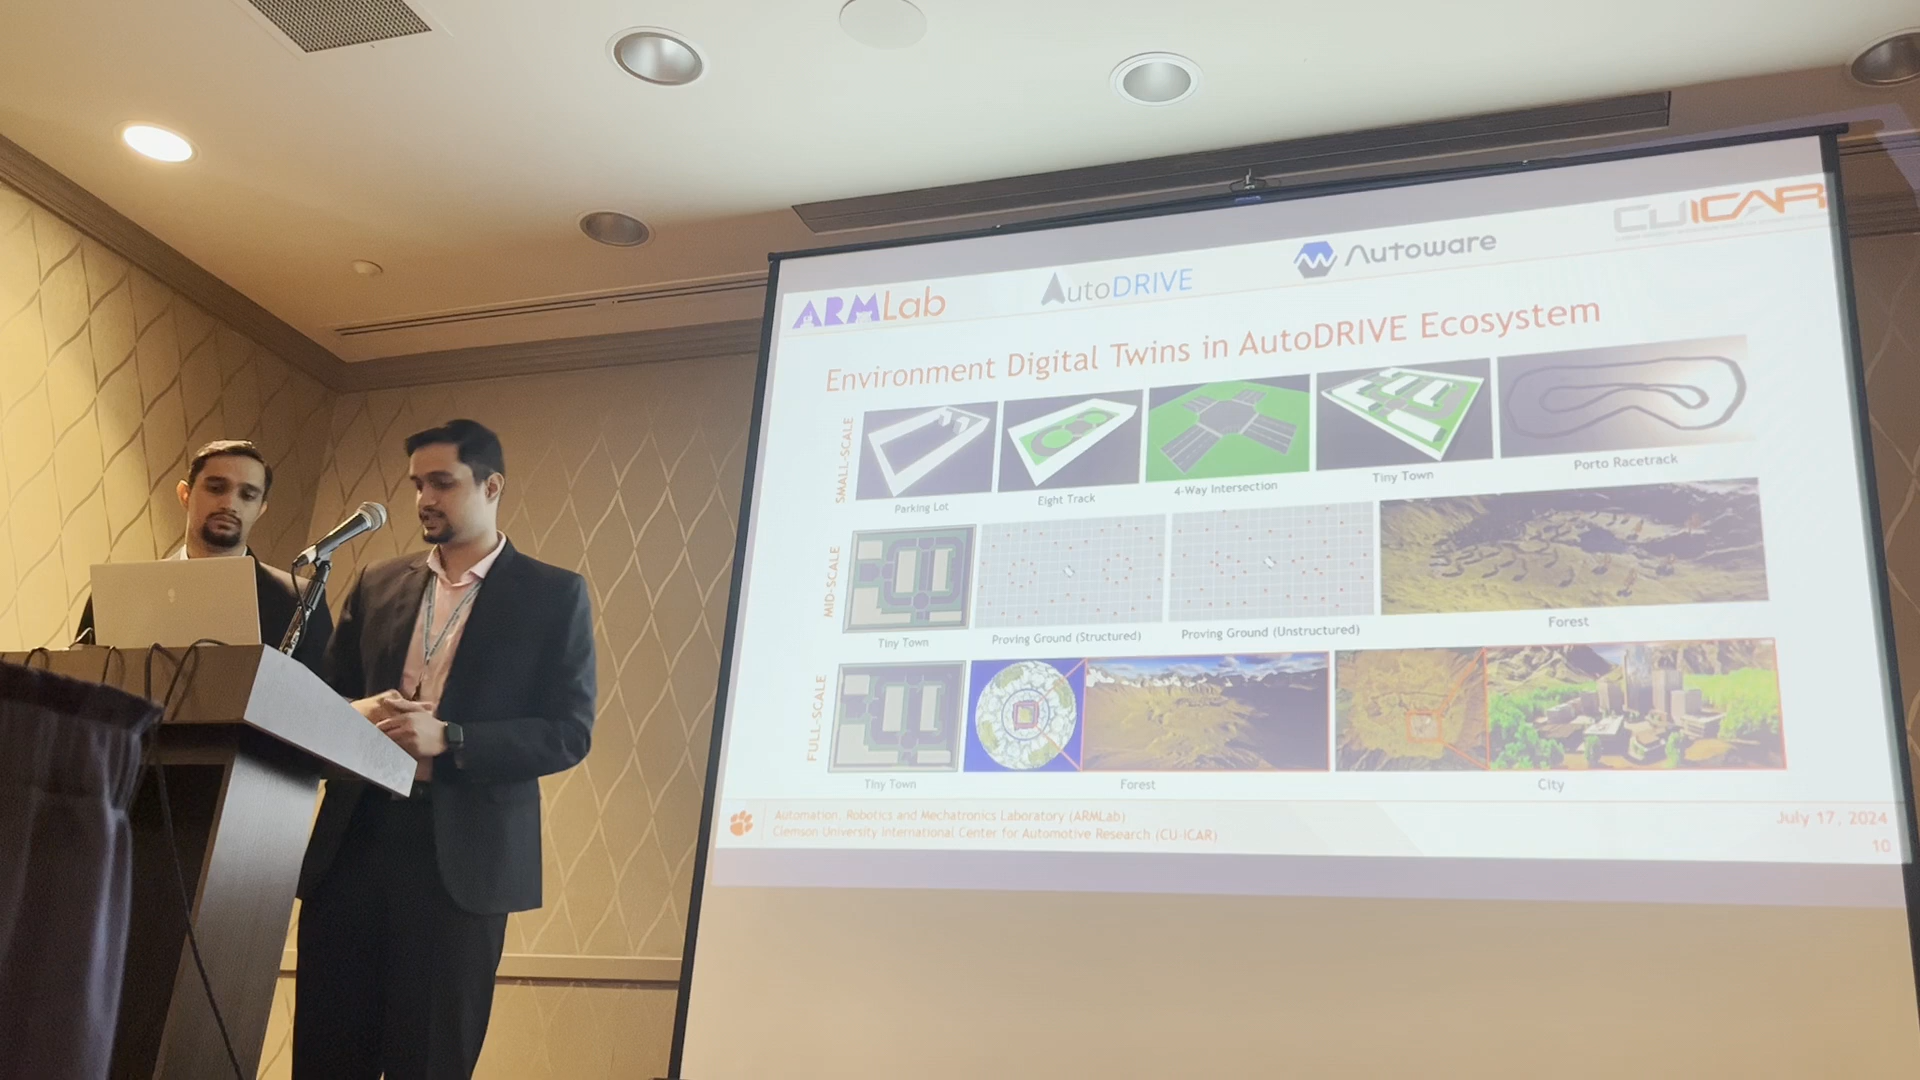 ARMLab
AutoDRIVE
Autoware
CUICAR
Environment Digital Twins in AutoDRIVE Ecosystem
SMALL-SCALE
Parking Lot
Eight Track
4-Way Intersection
Tiny Town
Porto Racetrack
MID-SCALE
Tiny Town
Proving Ground (Structured)
Proving Ground (Unstructured)
Forest
FULL-SCALE
Tiny Town
Forest
City
Automation, Robotics and Mechatronics Laboratory (ARMLab)
Clemson University International Center for Automotive Research (CU-ICAR)
July 17, 2024
10